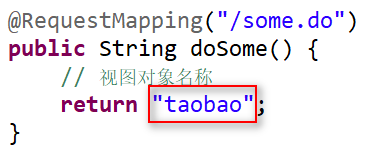 @RequestMapping("/some.do")
public String doSome() {
    // 视图对象名称
    return "taobao";
}